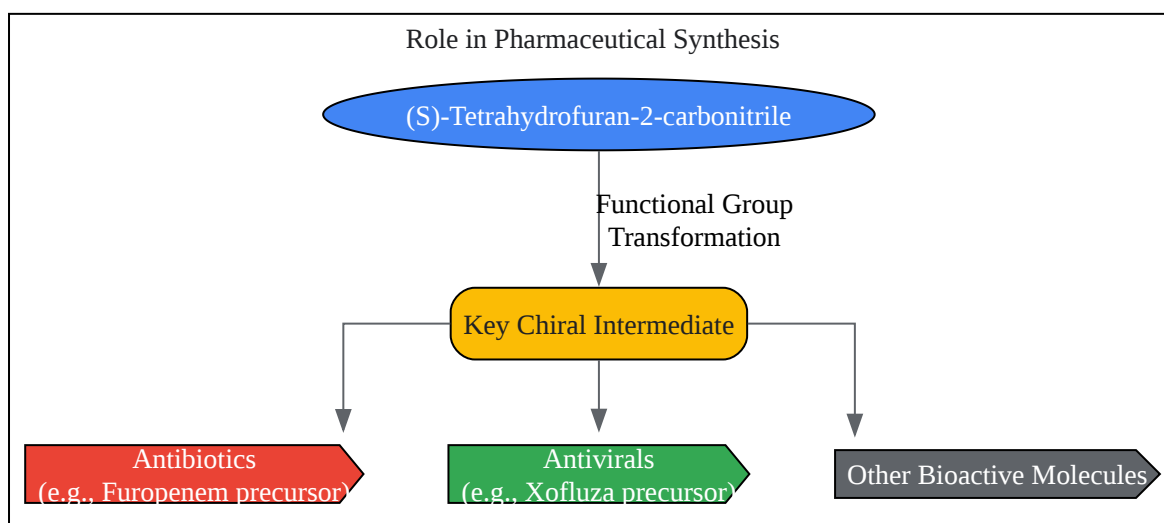 Role in Pharmaceutical Synthesis
(S)-Tetrahydrofuran-2-carbonitrile
Functional Group
Transformation
Key Chiral Intermediate
Antibiotics
(e.g., Furopenem precursor)
Antivirals
(e.g., Xofluza precursor)
Other Bioactive Molecules